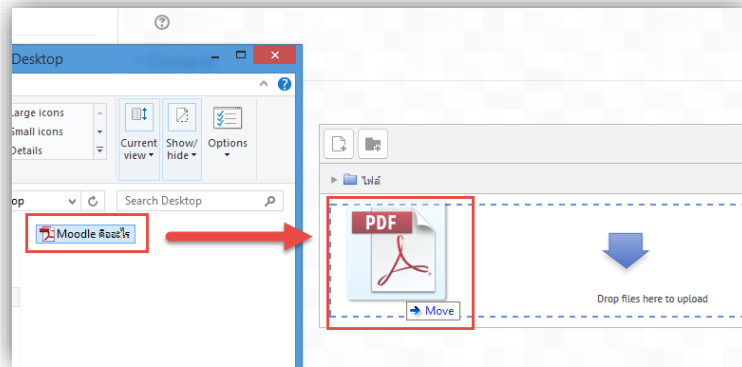 Desktop
Large icons
Small icons
Details
Current view
Show/ hide
Options
Search Desktop
Moodle คืออะไร
ไฟล์
PDF
Move
Drop files here to upload